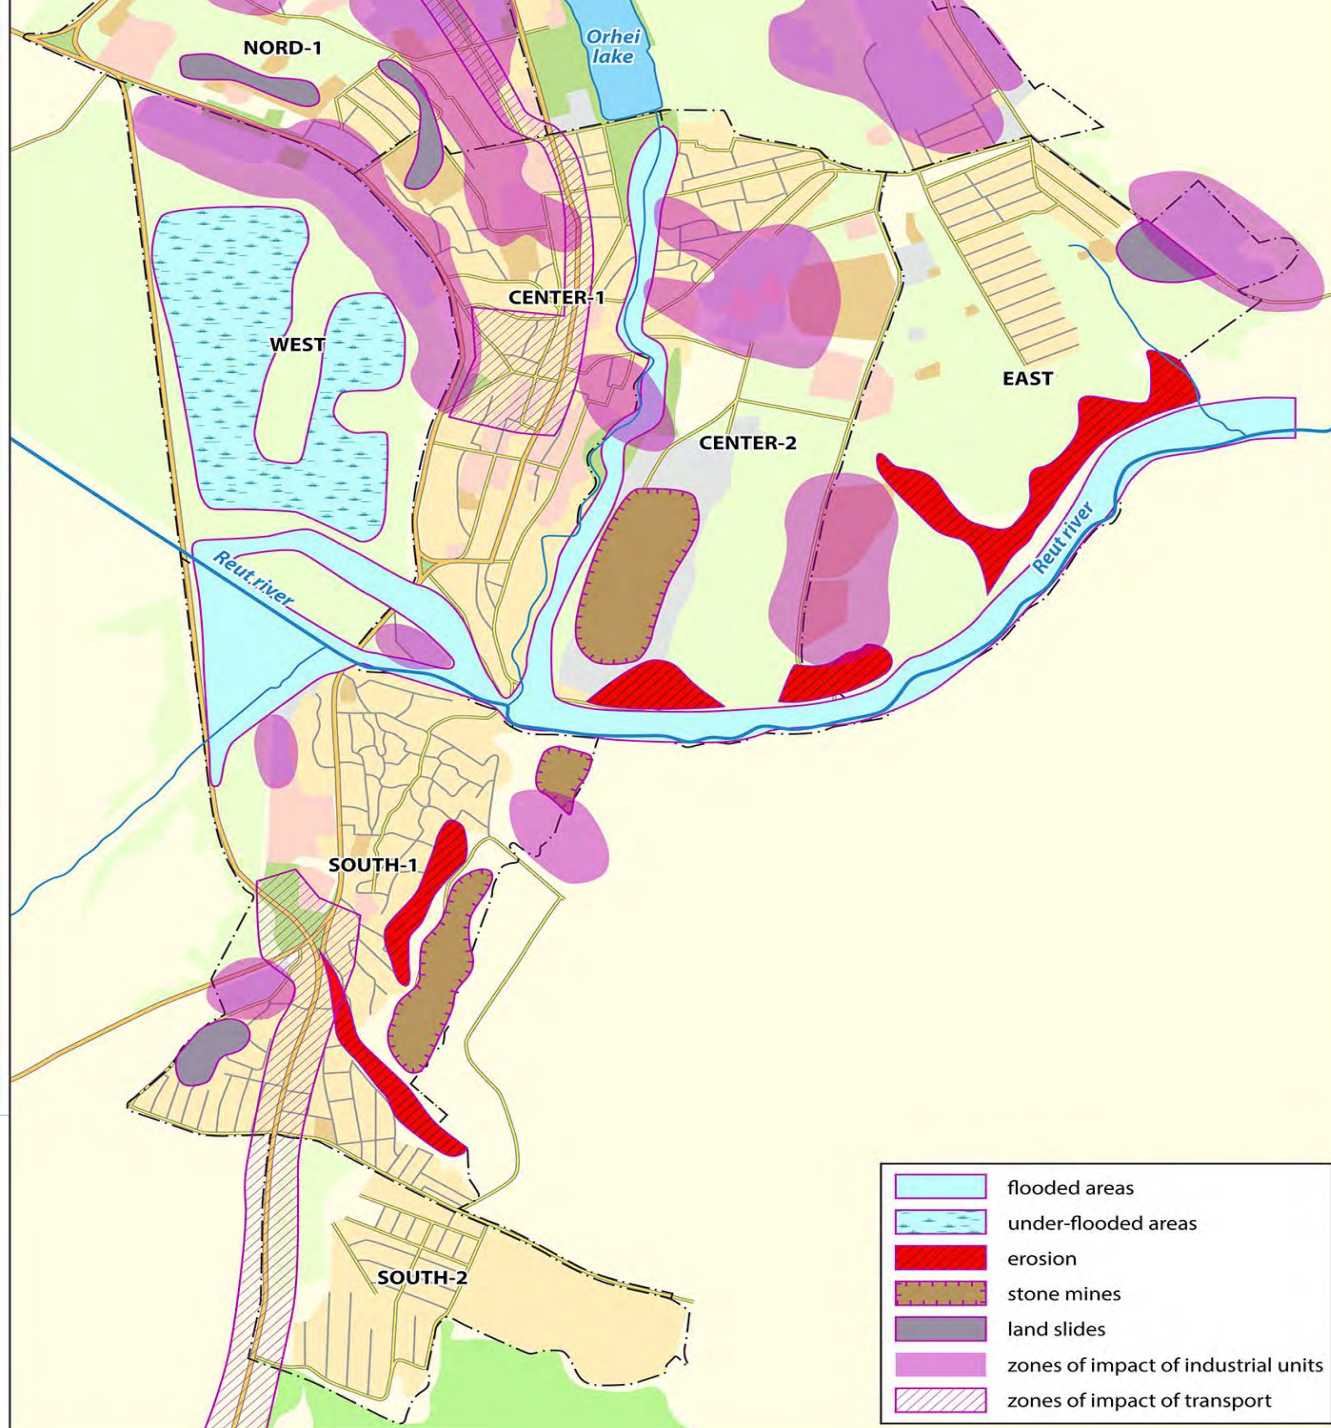 Orhei
lake
NORD-1
CENTER-1
WEST
EAST
CENTER-2
Reut river
Reut river
SOUTH-1
SOUTH-2
flooded areas
under-flooded areas
erosion
stone mines
land slides
zones of impact of industrial units
zones of impact of transport